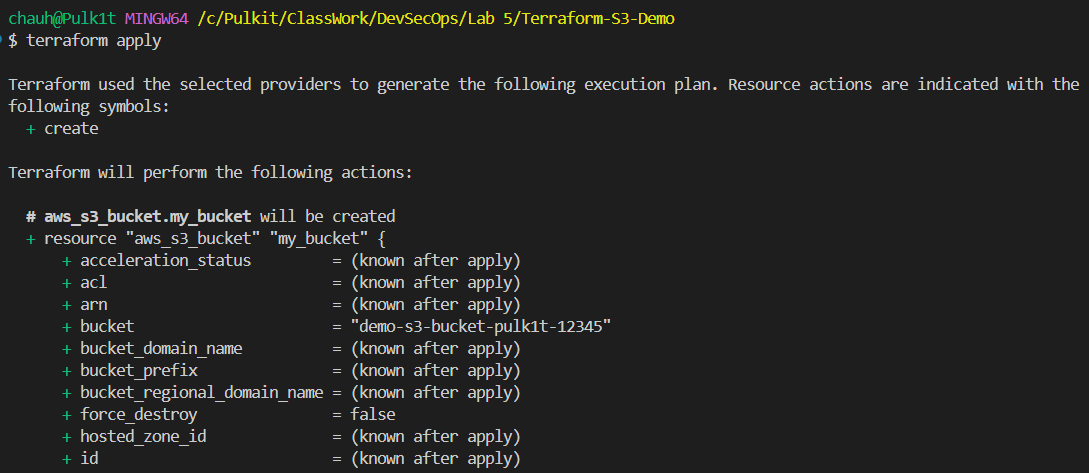 chauh@Pulk1t MINGW64 /c/Pulkit/ClassWork/DevSecOps/Lab 5/Terraform-S3-Demo
$ terraform apply

Terraform used the selected providers to generate the following execution plan. Resource actions are indicated with the
following symbols:
  + create

Terraform will perform the following actions:

  # aws_s3_bucket.my_bucket will be created
  + resource "aws_s3_bucket" "my_bucket" {
      + acceleration_status         = (known after apply)
      + acl                         = (known after apply)
      + arn                         = (known after apply)
      + bucket                      = "demo-s3-bucket-pulk1t-12345"
      + bucket_domain_name          = (known after apply)
      + bucket_prefix               = (known after apply)
      + bucket_regional_domain_name = (known after apply)
      + force_destroy               = false
      + hosted_zone_id              = (known after apply)
      + id                          = (known after apply)